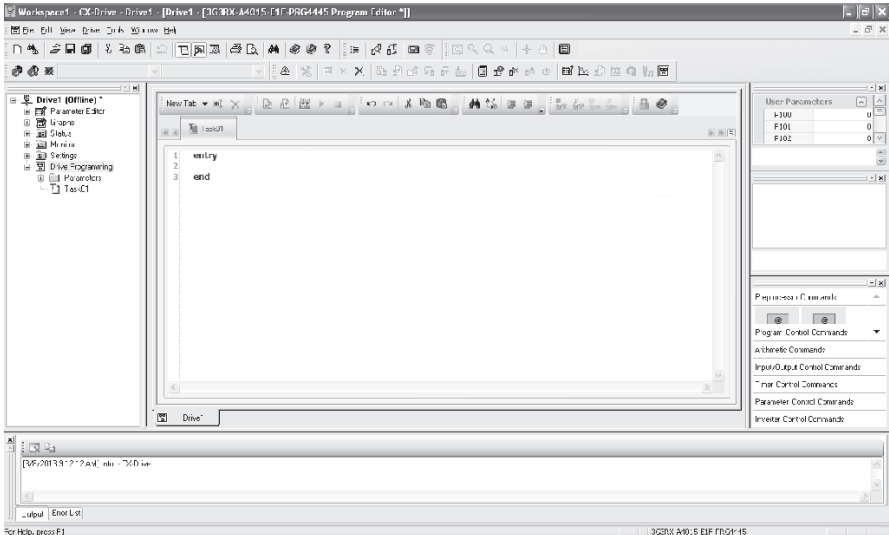 Workspace1 - CX-Drive - Drive1 - [Drive1 - [3G3RX-A4015-E1F-PRG4445 Program Editor *]]
File Edit View Drive Tools Window Help
Drive1 (Offline) *
Parameter Editor
Graphs
Status
Monitor
Settings
Drive Programming
Parameters
Task01
New Tab
Task01
1 entry
2
3 end
Drive1
User Parameters
P100 0
P101 0
P102 0
Preprocessor Commands
Program Control Commands
Arithmetic Commands
Input/Output Control Commands
Timer Control Commands
Parameter Control Commands
Inverter Control Commands
Output
Error List
For Help, press F1
3G3RX-A4015-E1F-PRG4445